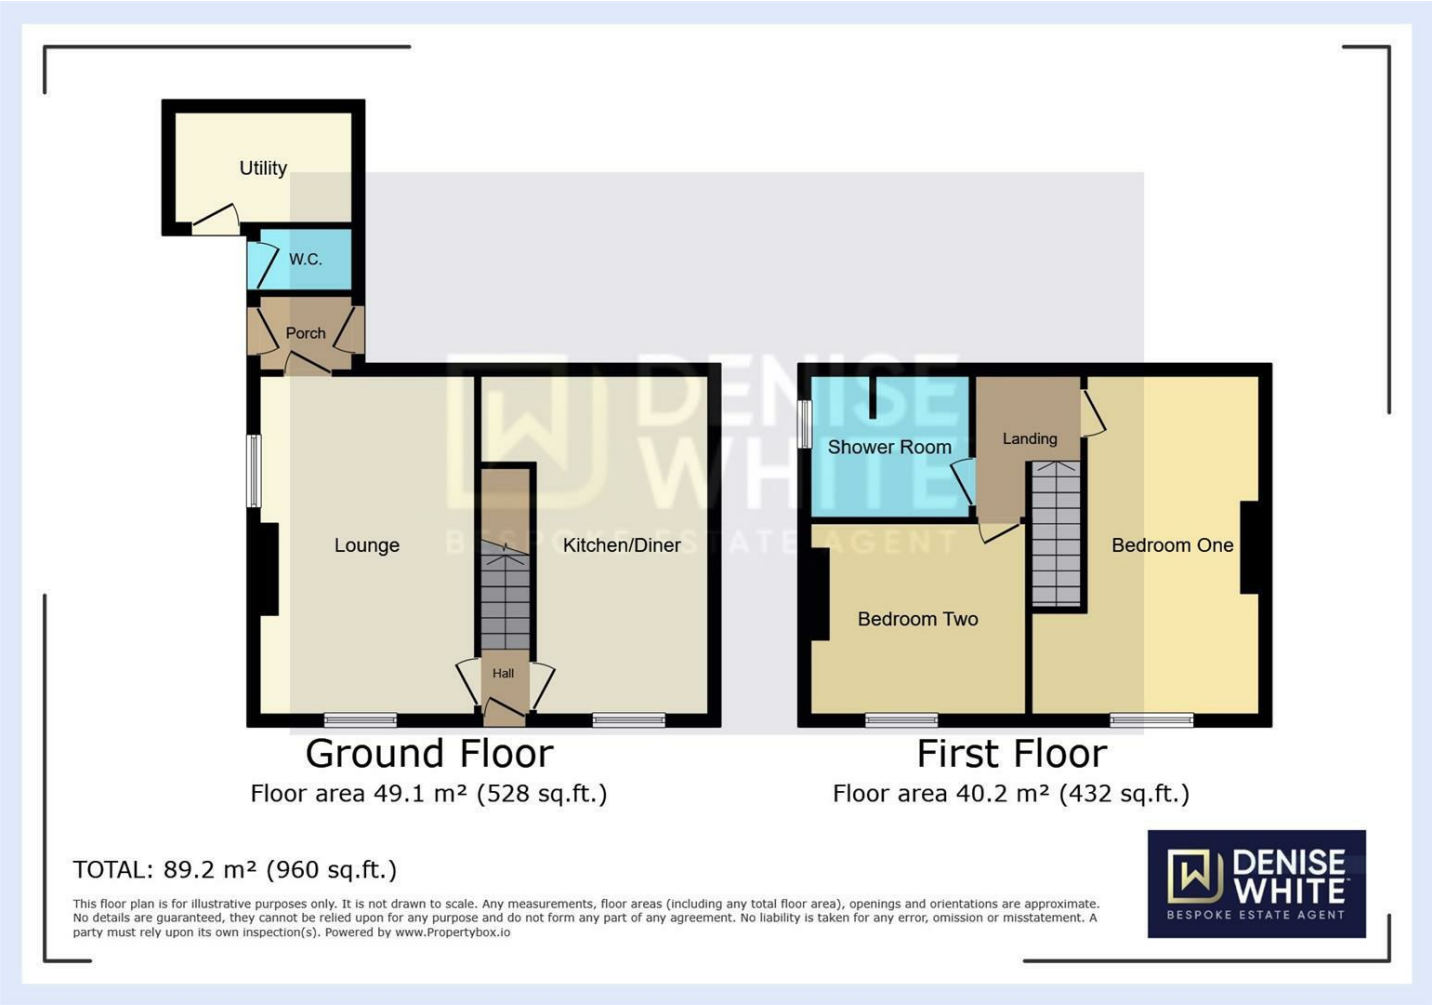 Utility
W.C.
Porch
DENISE
WHITE
BESPOKE ESTATE AGENT
Shower Room
Landing
Lounge
Kitchen/Diner
Bedroom One
Bedroom Two
Hall
Ground Floor
Floor area 49.1 m² (528 sq.ft.)
First Floor
Floor area 40.2 m² (432 sq.ft.)
TOTAL: 89.2 m² (960 sq.ft.)
This floor plan is for illustrative purposes only. It is not drawn to scale. Any measurements, floor areas (including any total floor area), openings and orientations are approximate.
No details are guaranteed, they cannot be relied upon for any purpose and do not form any part of any agreement. No liability is taken for any error, omission or misstatement. A
party must rely upon its own inspection(s). Powered by www.Propertybox.io
DENISE
WHITE
BESPOKE ESTATE AGENT